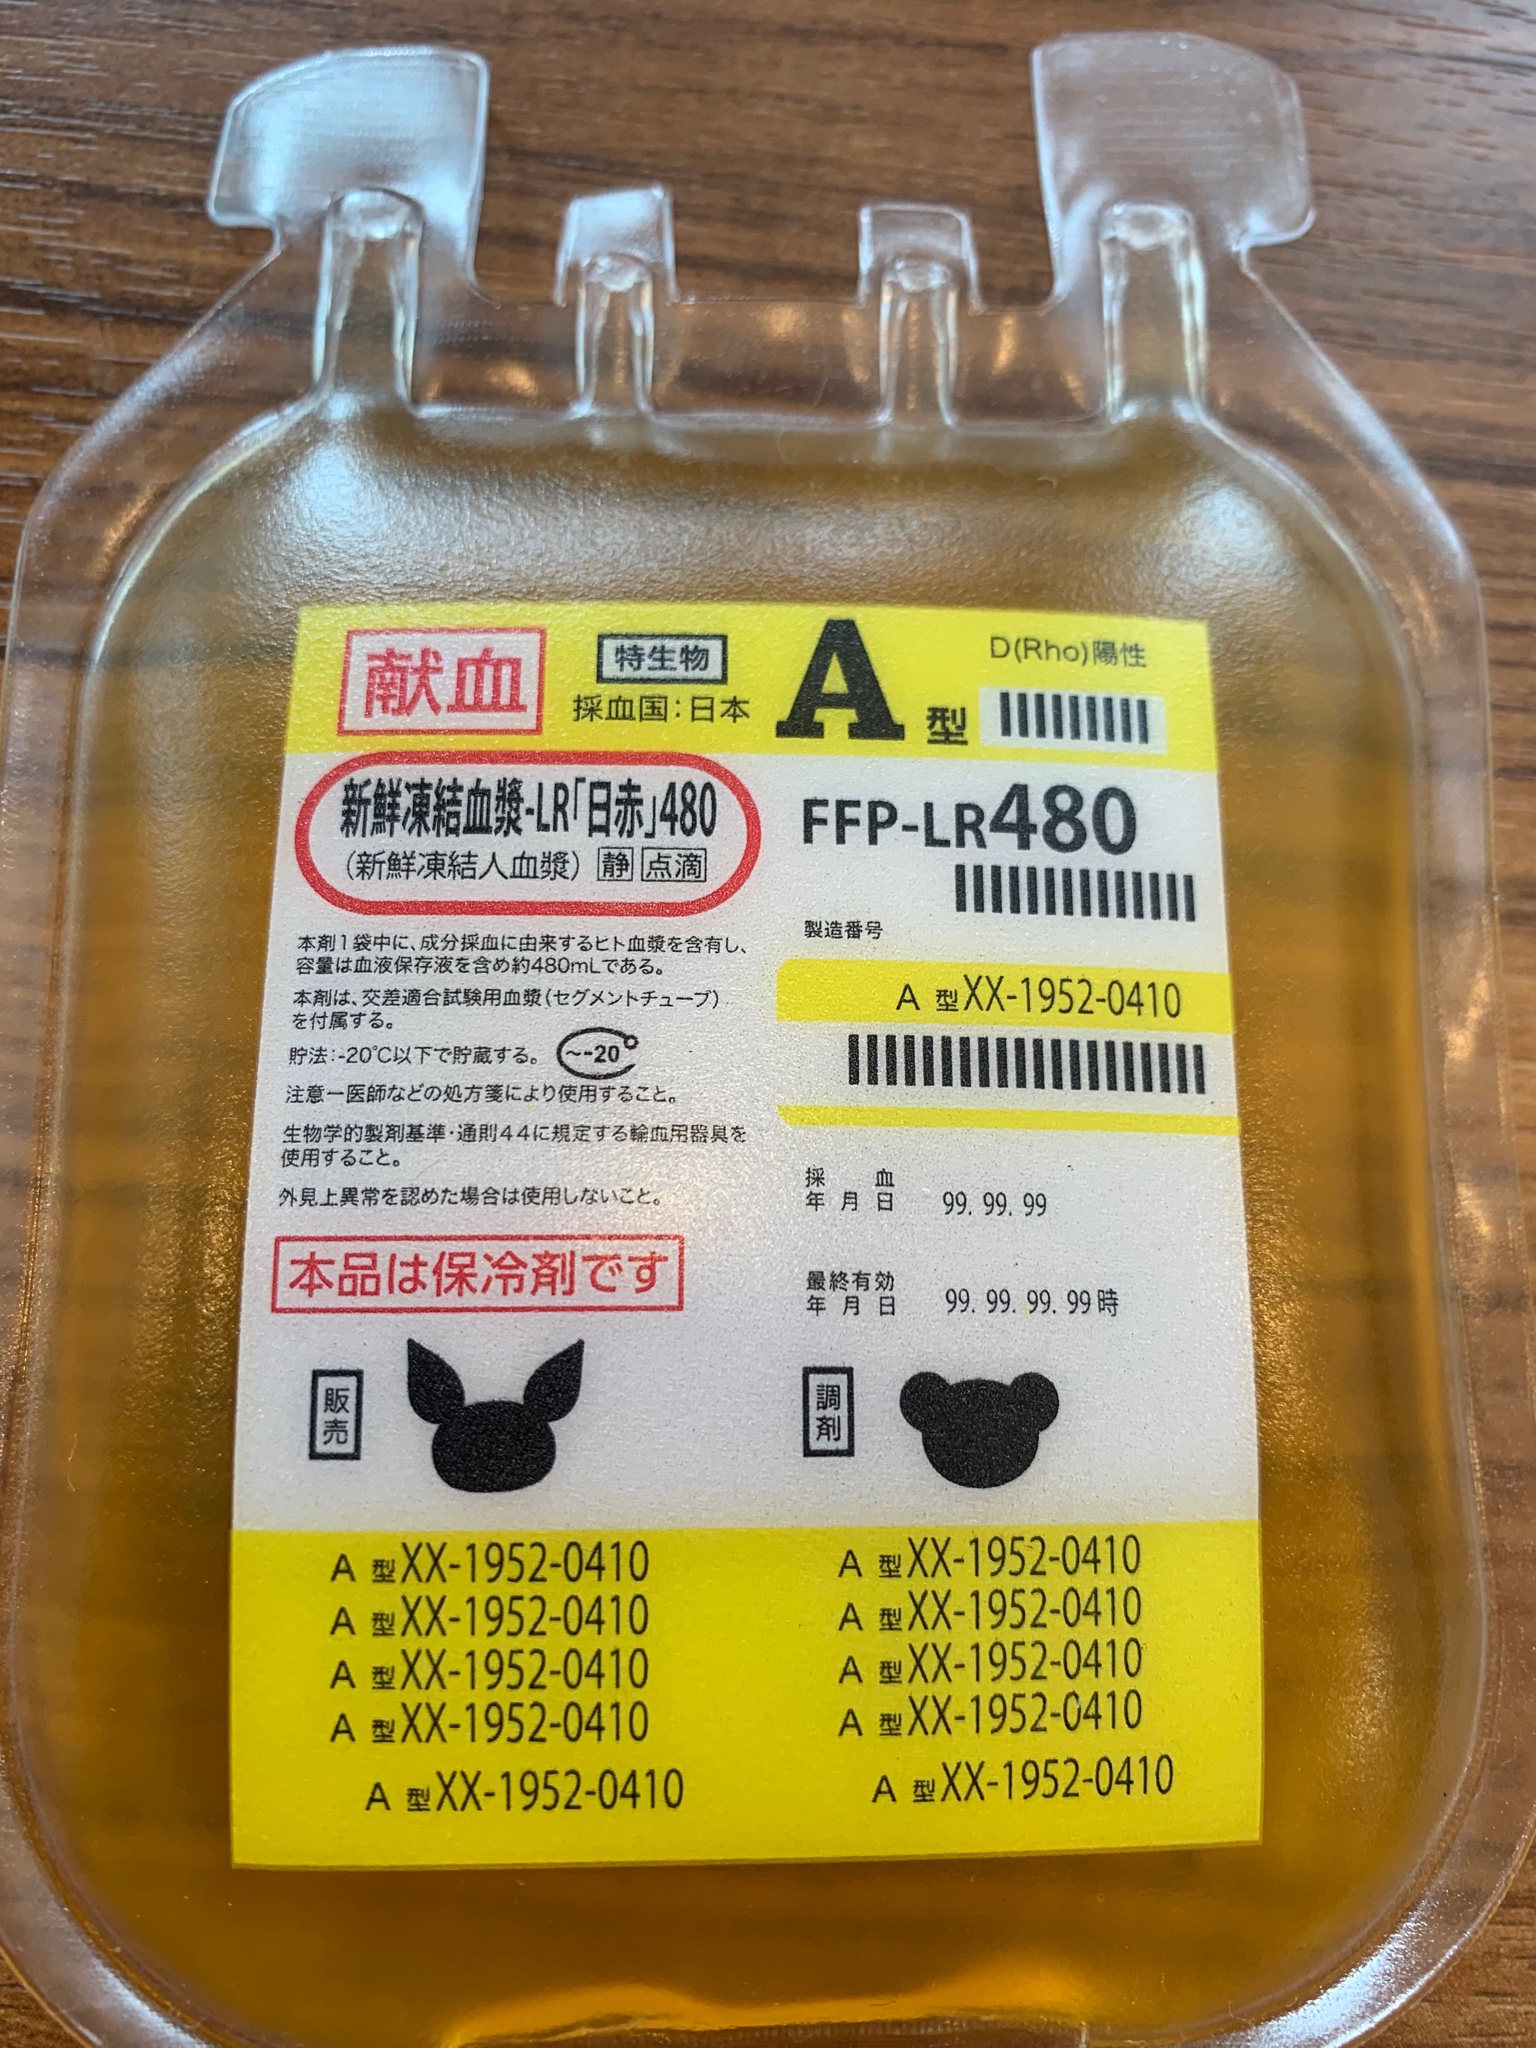 献血
特生物
採血国：日本
A型
D(Rho)陽性
新鮮凍結血漿-LR「日赤」480
（新鮮凍結人血漿） 静 点滴
本剤1袋中に、成分採血に由来するヒト血漿を含有し、
容量は血液保存液を含め約480mLである。
本剤は、交差適合試験用血漿（セグメントチューブ）
を付属する。
貯法：-20℃以下で貯蔵する。 ～-20°
注意－医師などの処方箋により使用すること。
生物学的製剤基準・通則44に規定する輸血用器具を
使用すること。
外見上異常を認めた場合は使用しないこと。
本品は保冷剤です
販売
FFP-LR480
製造番号
A 型XX-1952-0410
採血
年月日 99. 99. 99
最終有効
年月日 99. 99. 99. 99時
調剤
A 型XX-1952-0410
A 型XX-1952-0410
A 型XX-1952-0410
A 型XX-1952-0410
A 型XX-1952-0410
A 型XX-1952-0410
A 型XX-1952-0410
A 型XX-1952-0410
A 型XX-1952-0410
A 型XX-1952-0410